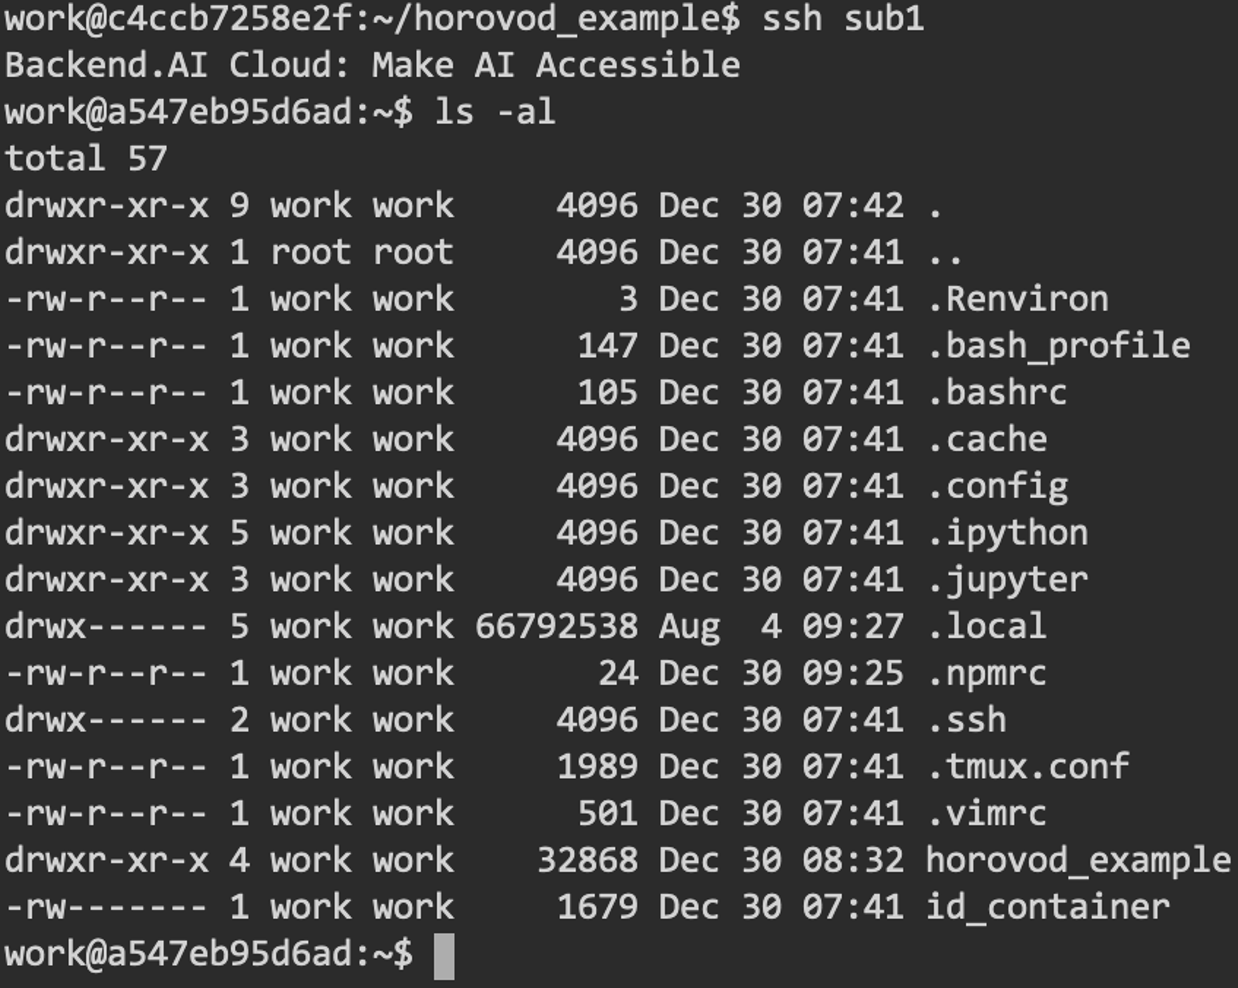 work@c4ccb7258e2f:~/horovod_example$ ssh sub1
Backend.AI Cloud: Make AI Accessible
work@a547eb95d6ad:~$ ls -al
total 57
drwxr-xr-x 9 work work     4096 Dec 30 07:42 .
drwxr-xr-x 1 root root     4096 Dec 30 07:41 ..
-rw-r--r-- 1 work work        3 Dec 30 07:41 .Renviron
-rw-r--r-- 1 work work      147 Dec 30 07:41 .bash_profile
-rw-r--r-- 1 work work      105 Dec 30 07:41 .bashrc
drwxr-xr-x 3 work work     4096 Dec 30 07:41 .cache
drwxr-xr-x 3 work work     4096 Dec 30 07:41 .config
drwxr-xr-x 5 work work     4096 Dec 30 07:41 .ipython
drwxr-xr-x 3 work work     4096 Dec 30 07:41 .jupyter
drwx------ 5 work work 66792538 Aug  4 09:27 .local
-rw-r--r-- 1 work work       24 Dec 30 09:25 .npmrc
drwx------ 2 work work     4096 Dec 30 07:41 .ssh
-rw-r--r-- 1 work work     1989 Dec 30 07:41 .tmux.conf
-rw-r--r-- 1 work work      501 Dec 30 07:41 .vimrc
drwxr-xr-x 4 work work    32868 Dec 30 08:32 horovod_example
-rw------- 1 work work     1679 Dec 30 07:41 id_container
work@a547eb95d6ad:~$